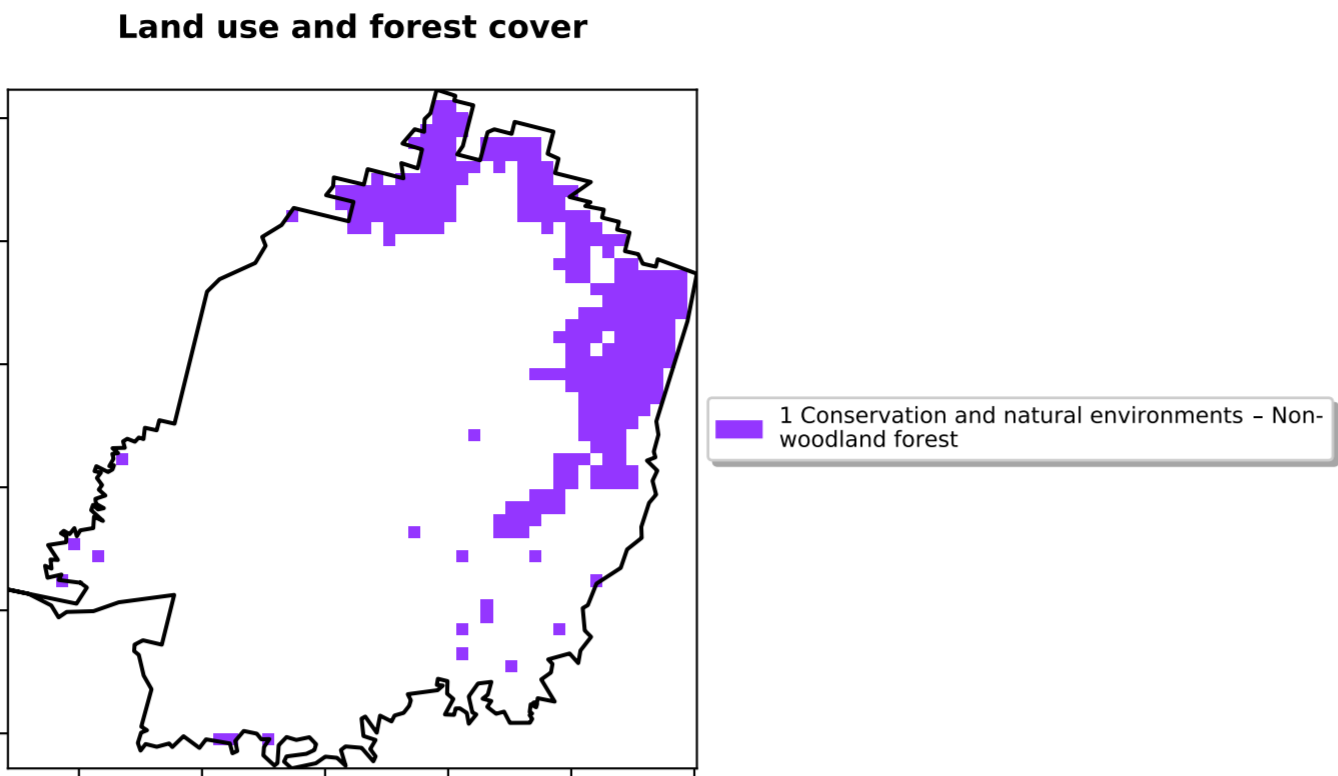 Land use and forest cover
1 Conservation and natural environments – Non-
woodland forest